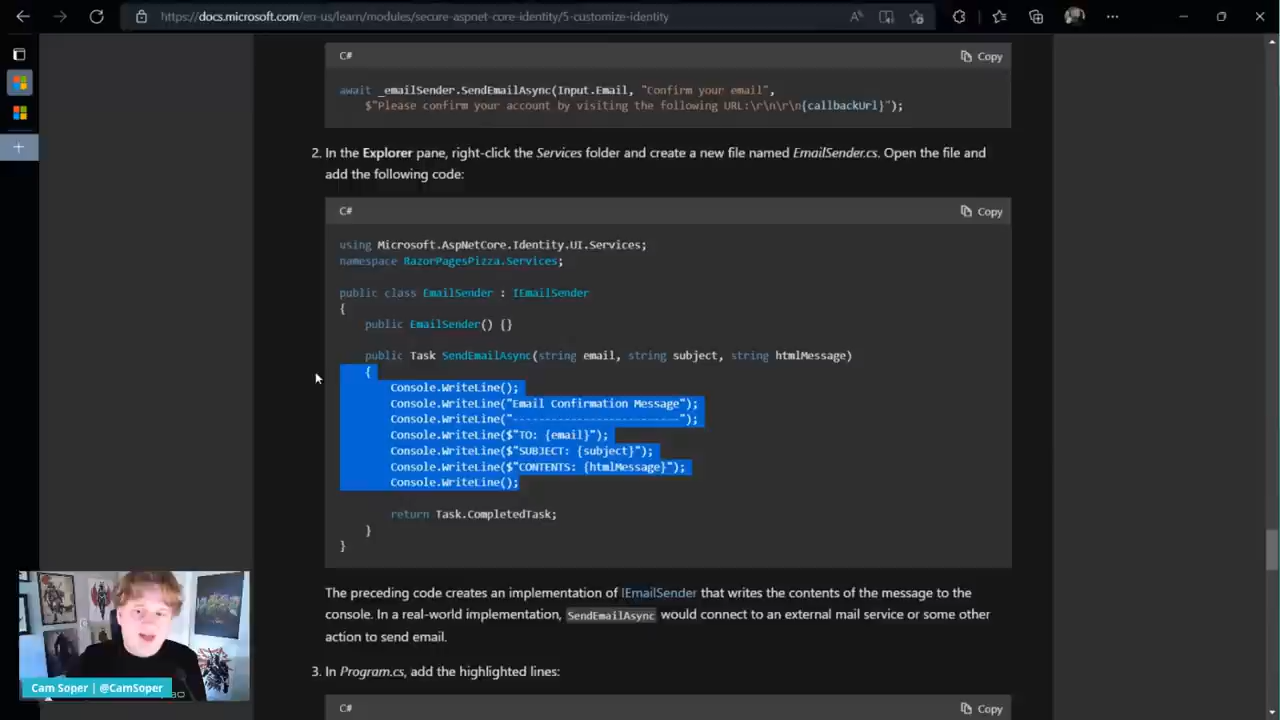 https://docs.microsoft.com/en-us/learn/modules/secure-aspnet-core-identity/5-customize-identity
C#
Copy
await _emailSender.SendEmailAsync(Input.Email, "Confirm your email",
$"Please confirm your account by visiting the following URL:\r\n\r\n{callbackUrl}");
2. In the Explorer pane, right-click the Services folder and create a new file named EmailSender.cs. Open the file and
add the following code:
C#
Copy
using Microsoft.AspNetCore.Identity.UI.Services;
namespace RazorPagesPizza.Services;
public class EmailSender : IEmailSender
{
public EmailSender() {}
public Task SendEmailAsync(string email, string subject, string htmlMessage)
{
Console.WriteLine();
Console.WriteLine("Email Confirmation Message");
Console.WriteLine("--------------------------");
Console.WriteLine($"TO: {email}");
Console.WriteLine($"SUBJECT: {subject}");
Console.WriteLine($"CONTENTS: {htmlMessage}");
Console.WriteLine();
return Task.CompletedTask;
}
}
The preceding code creates an implementation of IEmailSender that writes the contents of the message to the
console. In a real-world implementation, SendEmailAsync would connect to an external mail service or some other
action to send email.
3. In Program.cs, add the highlighted lines:
C#
Copy
Cam Soper | @CamSoper